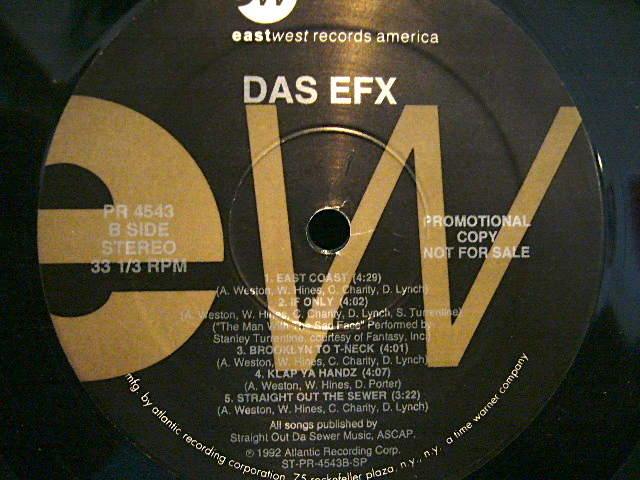 eastwest records america
DAS EFX
ew
PR 4543
B SIDE
STEREO
33 1/3 RPM
PROMOTIONAL
COPY
NOT FOR SALE
1. EAST COAST (4:29)
(A. Weston, W. Hines, C. Charity, D. Lynch)
2. IF ONLY (4:02)
(A. Weston, W. Hines, C. Charity, D. Lynch, S. Turrentine)
("The Man With The Sad Face" Performed by
Stanley Turrentine, courtesy of Fantasy, Inc.)
3. BROOKLYN TO T-NECK (4:01)
(A. Weston, W. Hines, C. Charity, D. Lynch)
4. KLAP YA HANDZ (4:07)
(A. Weston, W. Hines, D. Porter)
5. STRAIGHT OUT THE SEWER (3:22)
(A. Weston, W. Hines, C. Charity, D. Lynch)
All songs published by
Straight Out Da Sewer Music, ASCAP.
℗ 1992 Atlantic Recording Corp.
ST-PR-4543B-SP
mfg. by atlantic recording corporation, 75 rockefeller plaza, n.y., n.y. a time warner company